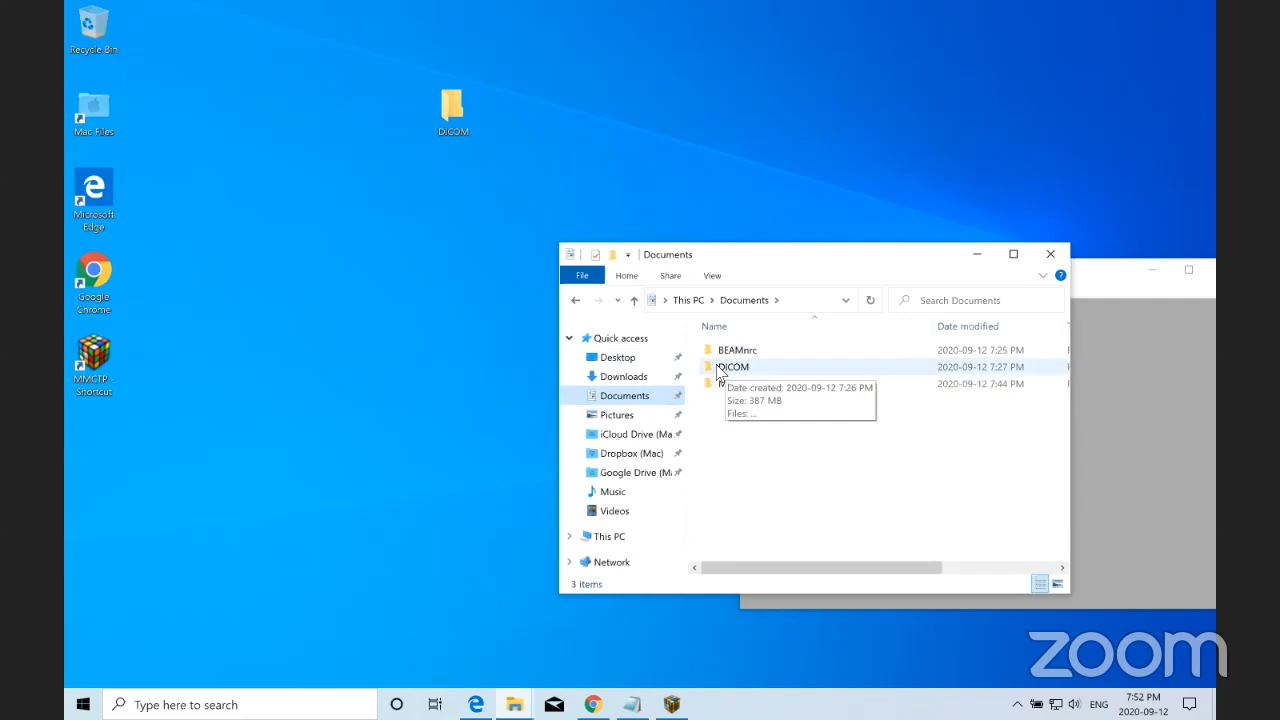 Recycle Bin
Mac Files
Microsoft
Edge
Google
Chrome
MMCTP -
Shortcut
DICOM
Documents
File
Home
Share
View
This PC
Documents
Search Documents
Name
Date modified
Quick access
Desktop
Downloads
Documents
Pictures
iCloud Drive (Ma
Dropbox (Mac)
Google Drive (M
Music
Videos
This PC
Network
BEAMnrc
2020-09-12 7:25 PM
DICOM
2020-09-12 7:27 PM
2020-09-12 7:44 PM
Date created: 2020-09-12 7:26 PM
Size: 387 MB
Files: ...
3 items
zoom
Type here to search
ENG
7:52 PM
2020-09-12